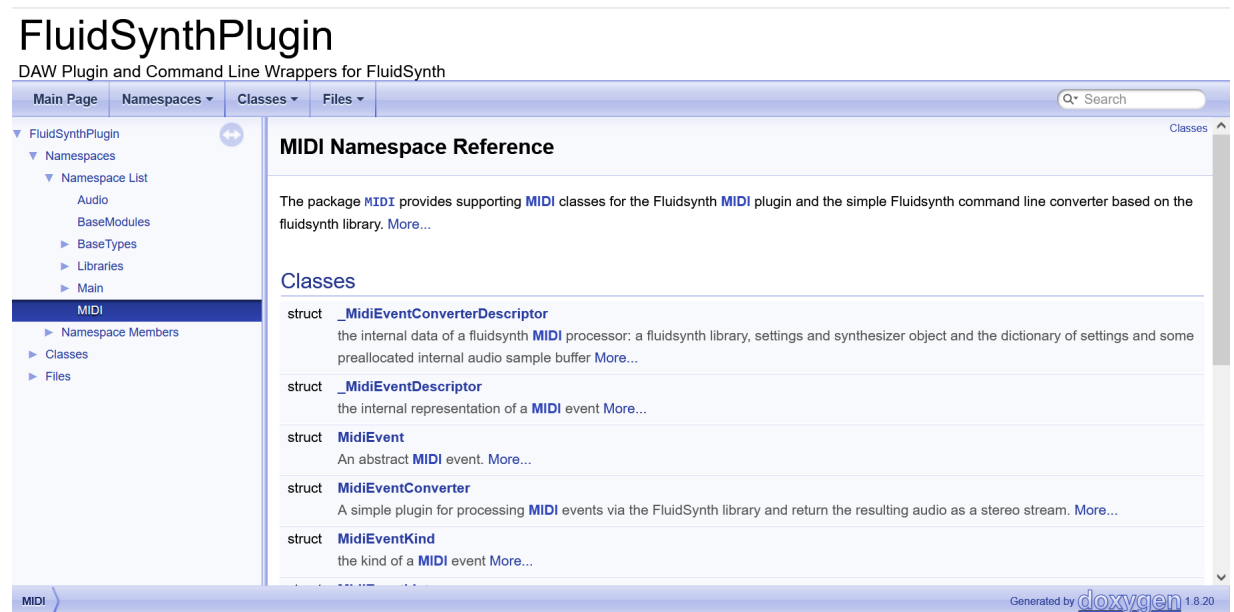 FluidSynthPlugin
DAW Plugin and Command Line Wrappers for FluidSynth
Main Page Namespaces Classes Files Search
FluidSynthPlugin
Namespaces
Namespace List
Audio
BaseModules
BaseTypes
Libraries
Main
MIDI
Namespace Members
Classes
Files
Classes
MIDI Namespace Reference
The package MIDI provides supporting MIDI classes for the Fluidsynth MIDI plugin and the simple Fluidsynth command line converter based on the
fluidsynth library. More...
Classes
struct _MidiEventConverterDescriptor
the internal data of a fluidsynth MIDI processor: a fluidsynth library, settings and synthesizer object and the dictionary of settings and some
preallocated internal audio sample buffer More...
struct _MidiEventDescriptor
the internal representation of a MIDI event More...
struct MidiEvent
An abstract MIDI event. More...
struct MidiEventConverter
A simple plugin for processing MIDI events via the FluidSynth library and return the resulting audio as a stereo stream. More...
struct MidiEventKind
the kind of a MIDI event More...
MIDI
Generated by doxygen 1.8.20